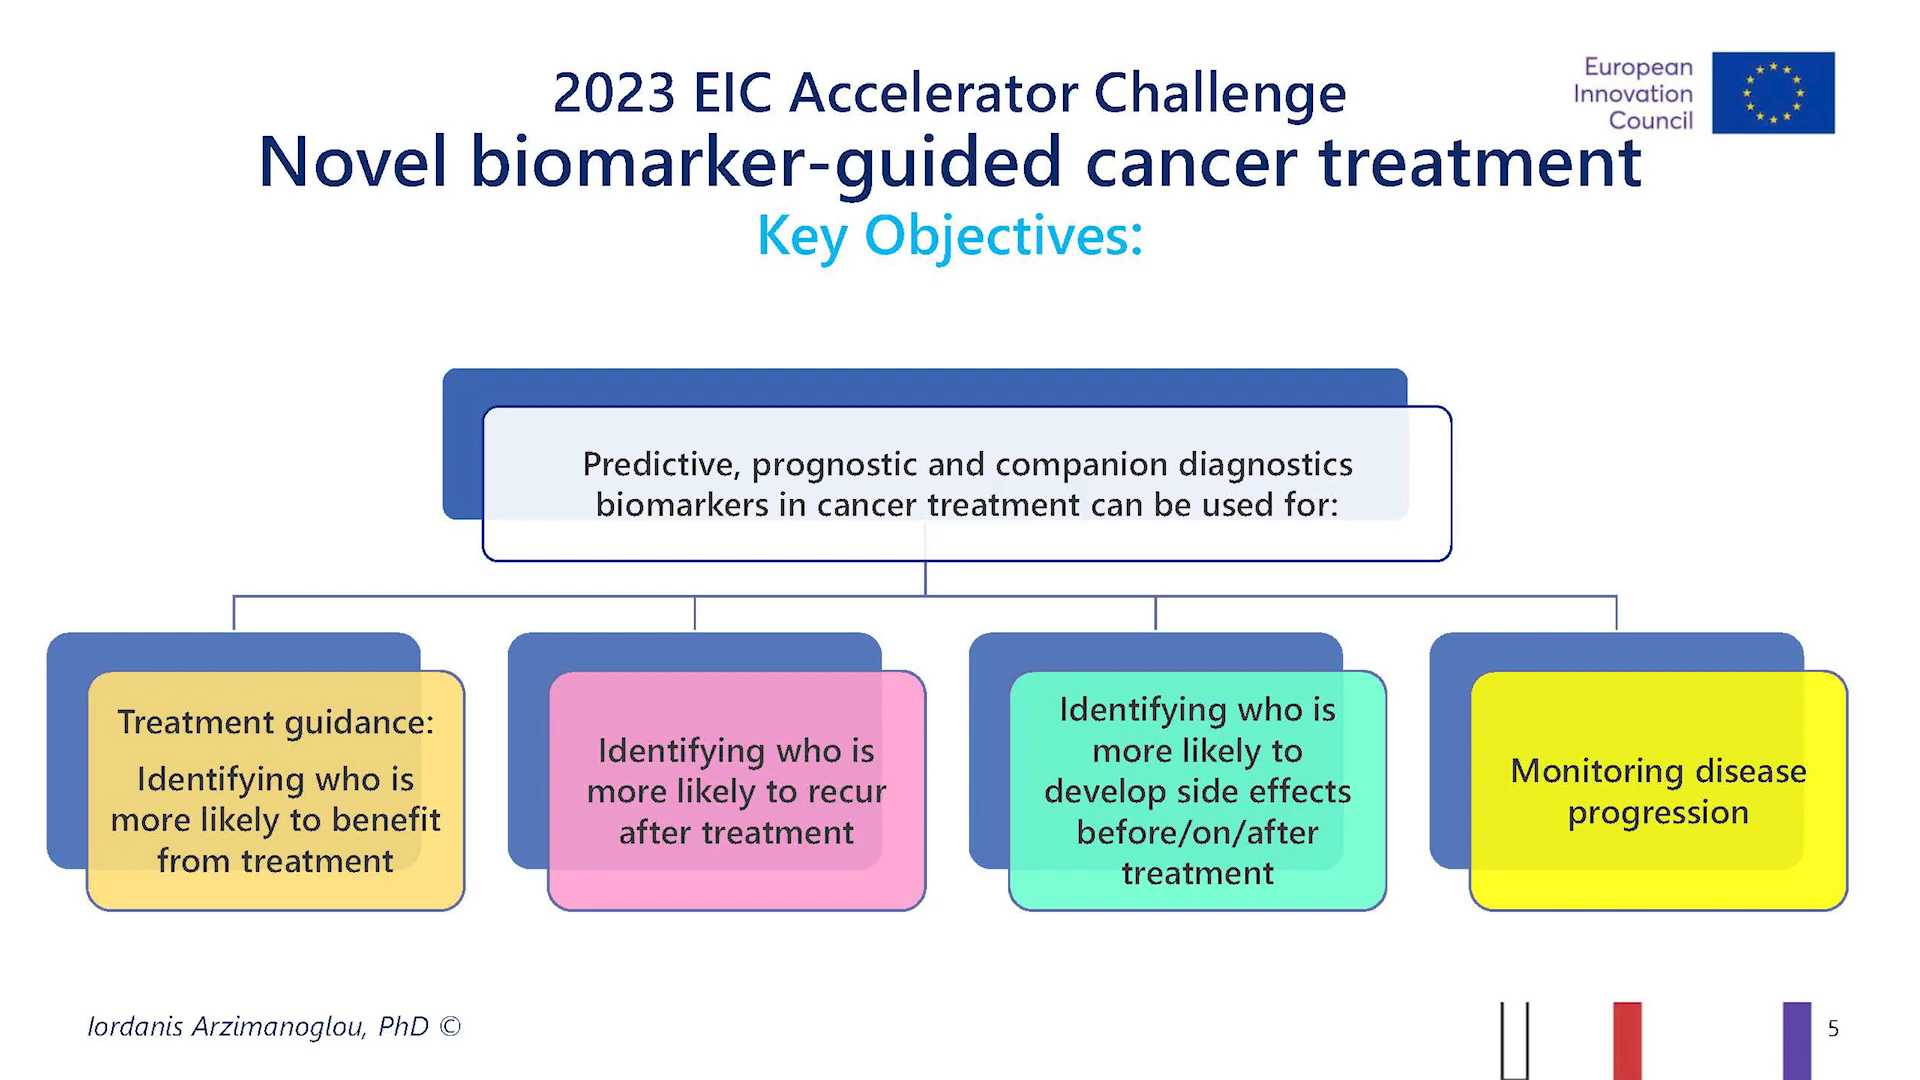 2023 EIC Accelerator Challenge
Novel biomarker-guided cancer treatment
Key Objectives:
European
Innovation
Council
Predictive, prognostic and companion diagnostics
biomarkers in cancer treatment can be used for:
Treatment guidance:
Identifying who is
more likely to benefit
from treatment
Identifying who is
more likely to recur
after treatment
Identifying who is
more likely to
develop side effects
before/on/after
treatment
Monitoring disease
progression
Iordanis Arzimanoglou, PhD ©
5